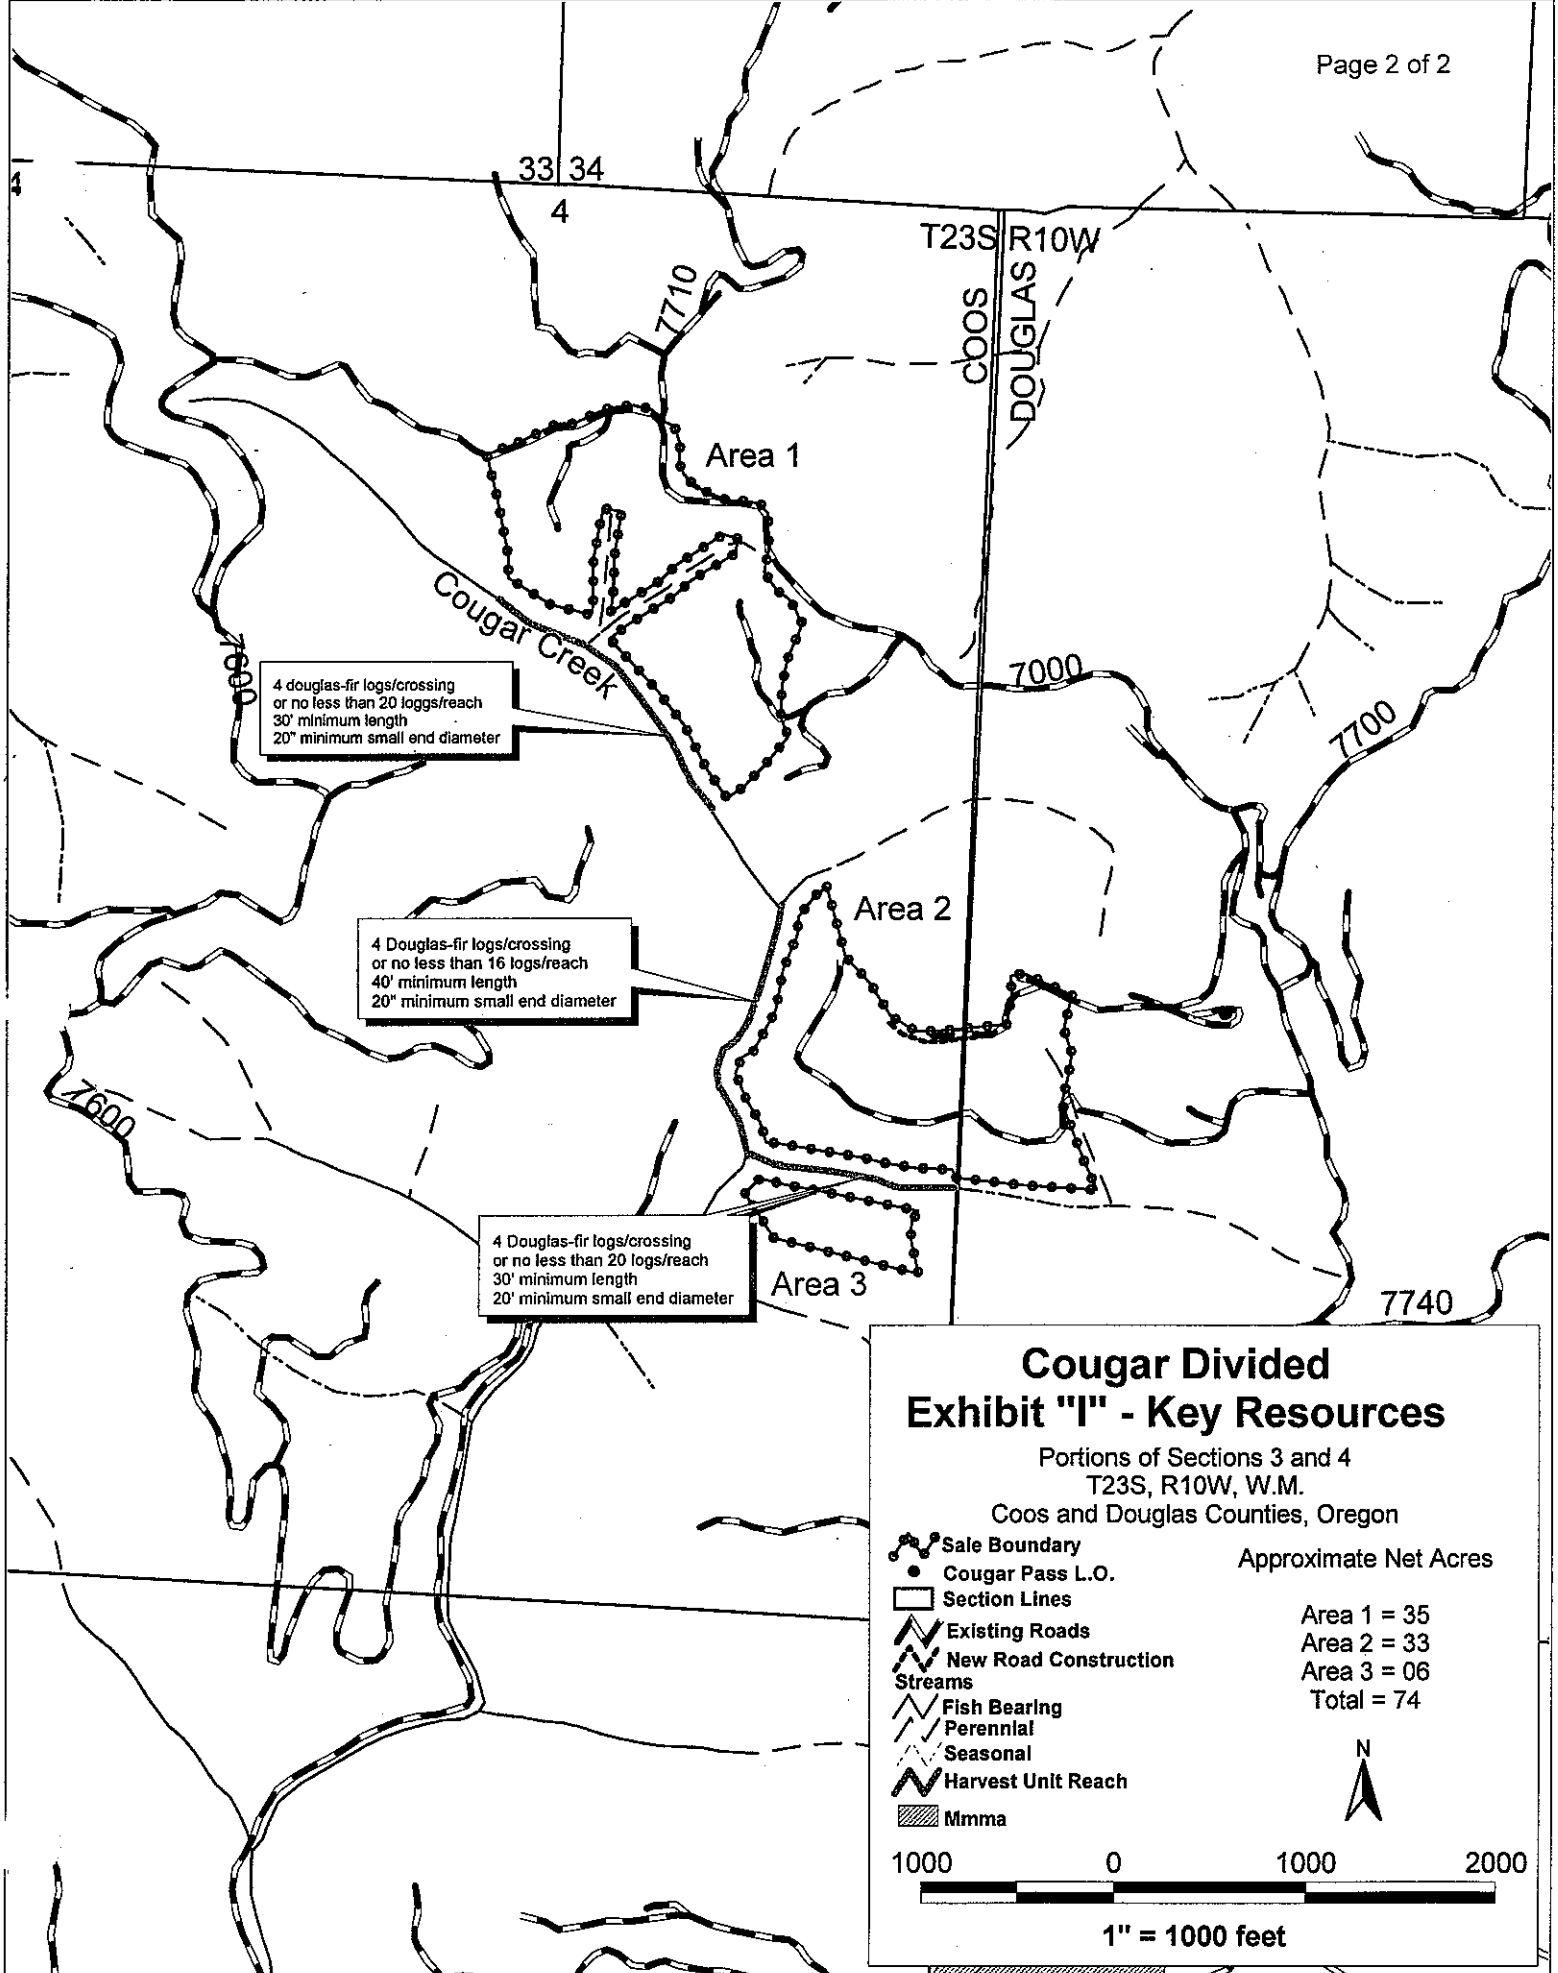 Page 2 of 2
33 34
4
4
T23S R10W
COOS
DOUGLAS
7710
Area 1
Cougar Creek
7600
4 douglas-fir logs/crossing
or no less than 20 loggs/reach
30' minimum length
20" minimum small end diameter
7000
7700
Area 2
4 Douglas-fir logs/crossing
or no less than 16 logs/reach
40' minimum length
20" minimum small end diameter
7600
4 Douglas-fir logs/crossing
or no less than 20 logs/reach
30' minimum length
20' minimum small end diameter
Area 3
7740
Cougar Divided
Exhibit "I" - Key Resources
Portions of Sections 3 and 4
T23S, R10W, W.M.
Coos and Douglas Counties, Oregon
Sale Boundary
Cougar Pass L.O.
Section Lines
Existing Roads
New Road Construction
Streams
Fish Bearing
Perennial
Seasonal
Harvest Unit Reach
Mmma
Approximate Net Acres
Area 1 = 35
Area 2 = 33
Area 3 = 06
Total = 74
N
1000 0 1000 2000
1" = 1000 feet